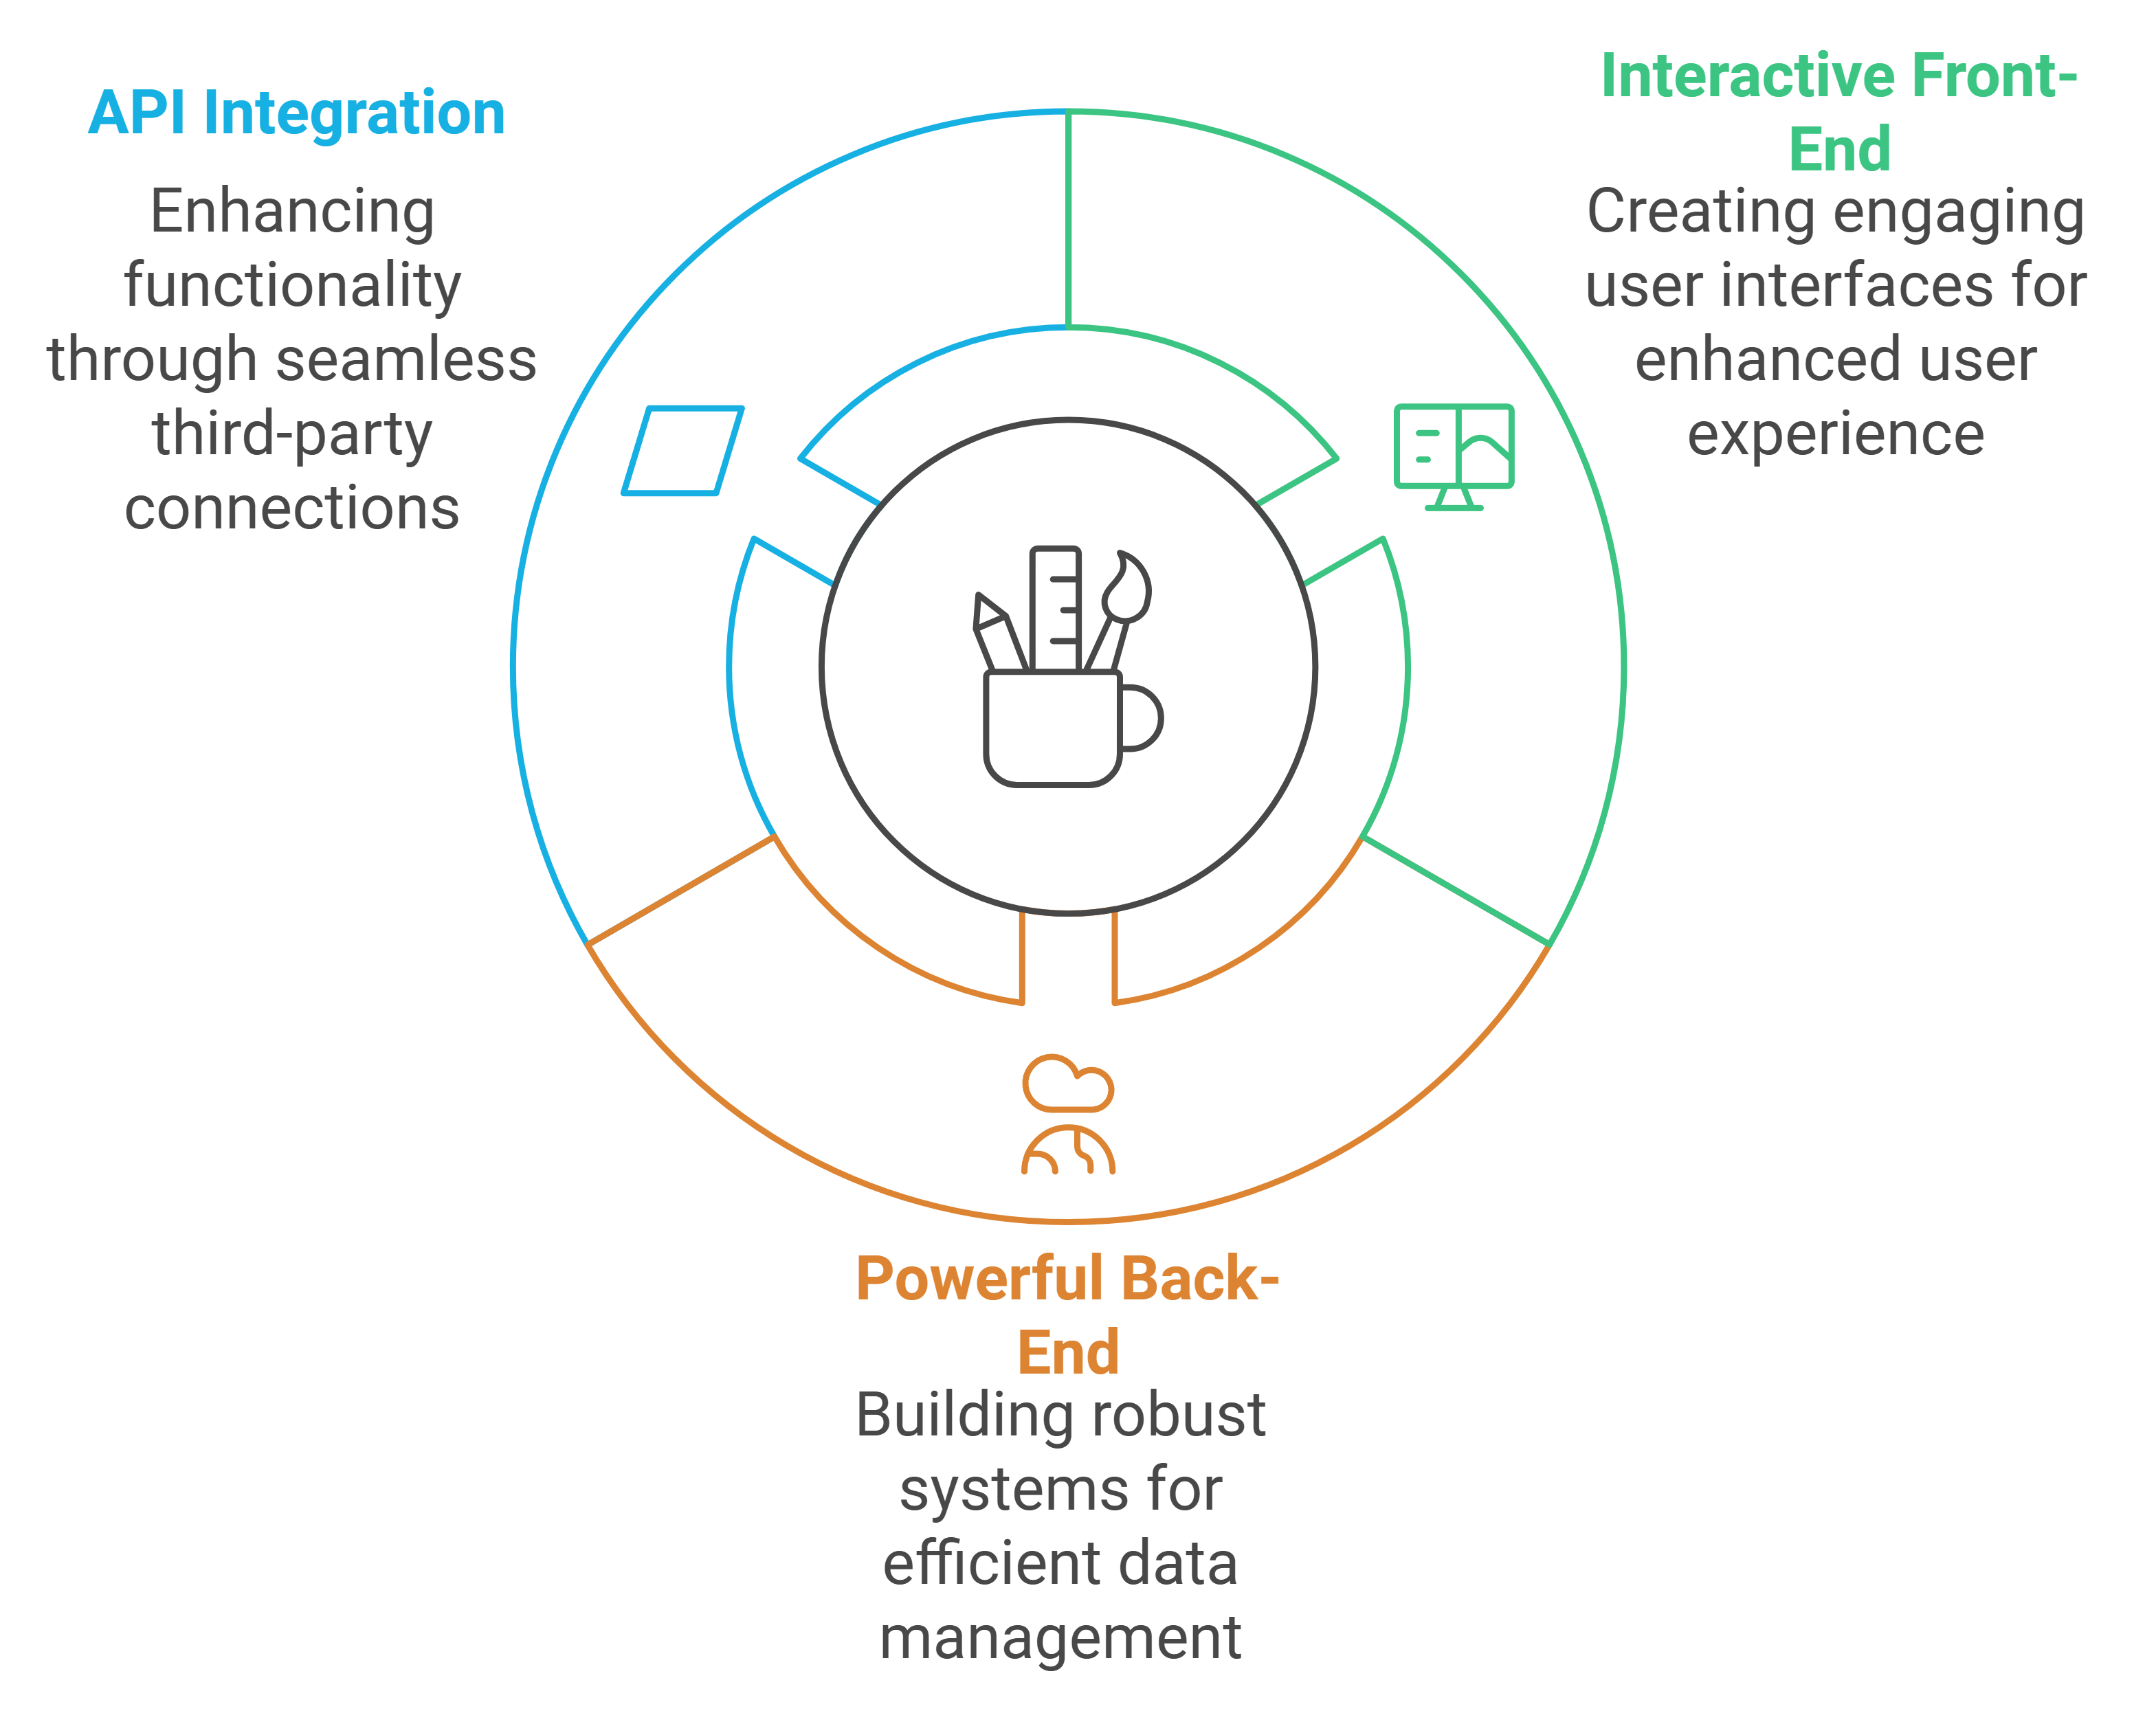 API Integration
Enhancing
functionality
through seamless
third-party
connections
Interactive Front-
End
Creating engaging
user interfaces for
enhanced user
experience
Powerful Back-
End
Building robust
systems for
efficient data
management